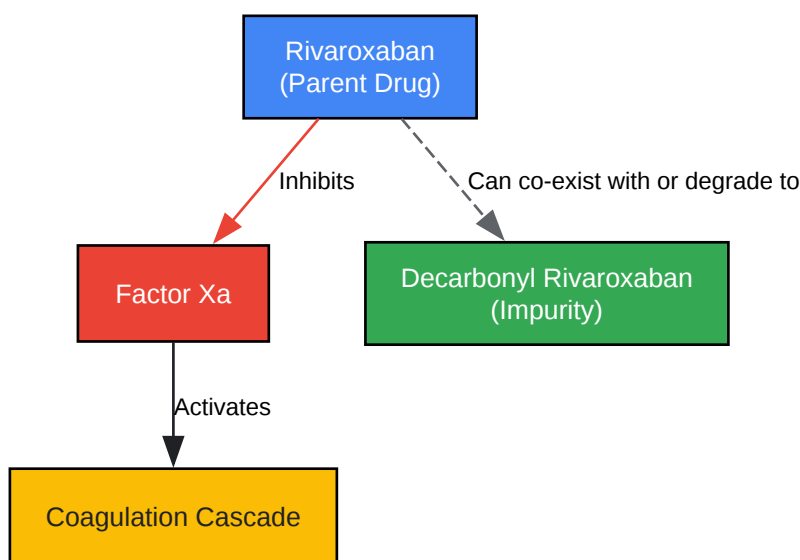 Rivaroxaban
(Parent Drug)
Inhibits
Can co-exist with or degrade to
Factor Xa
Decarbonyl Rivaroxaban
(Impurity)
Activates
Coagulation Cascade